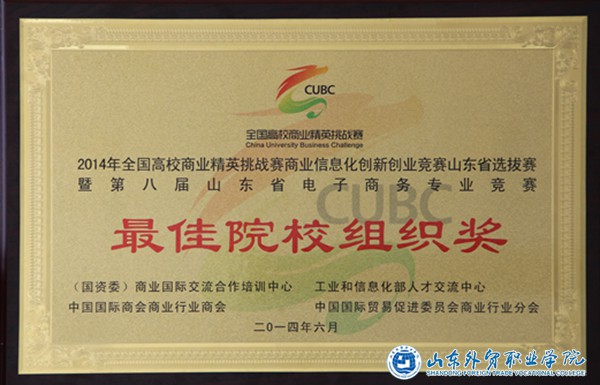 CUBC
全国高校商业精英挑战赛
China University Business Challenge
2014年全国高校商业精英挑战赛商业信息化创新创业竞赛山东省选拔赛
暨第八届山东省电子商务专业竞赛
CUBC
最佳院校组织奖
（国资委）商业国际交流合作培训中心 工业和信息化部人才交流中心
中国国际商会商业行业商会 中国国际贸易促进委员会商业行业分会
二〇一四年六月
山东外贸职业学院
SHANDONG FOREIGN TRADE VOCATIONAL COLLEGE